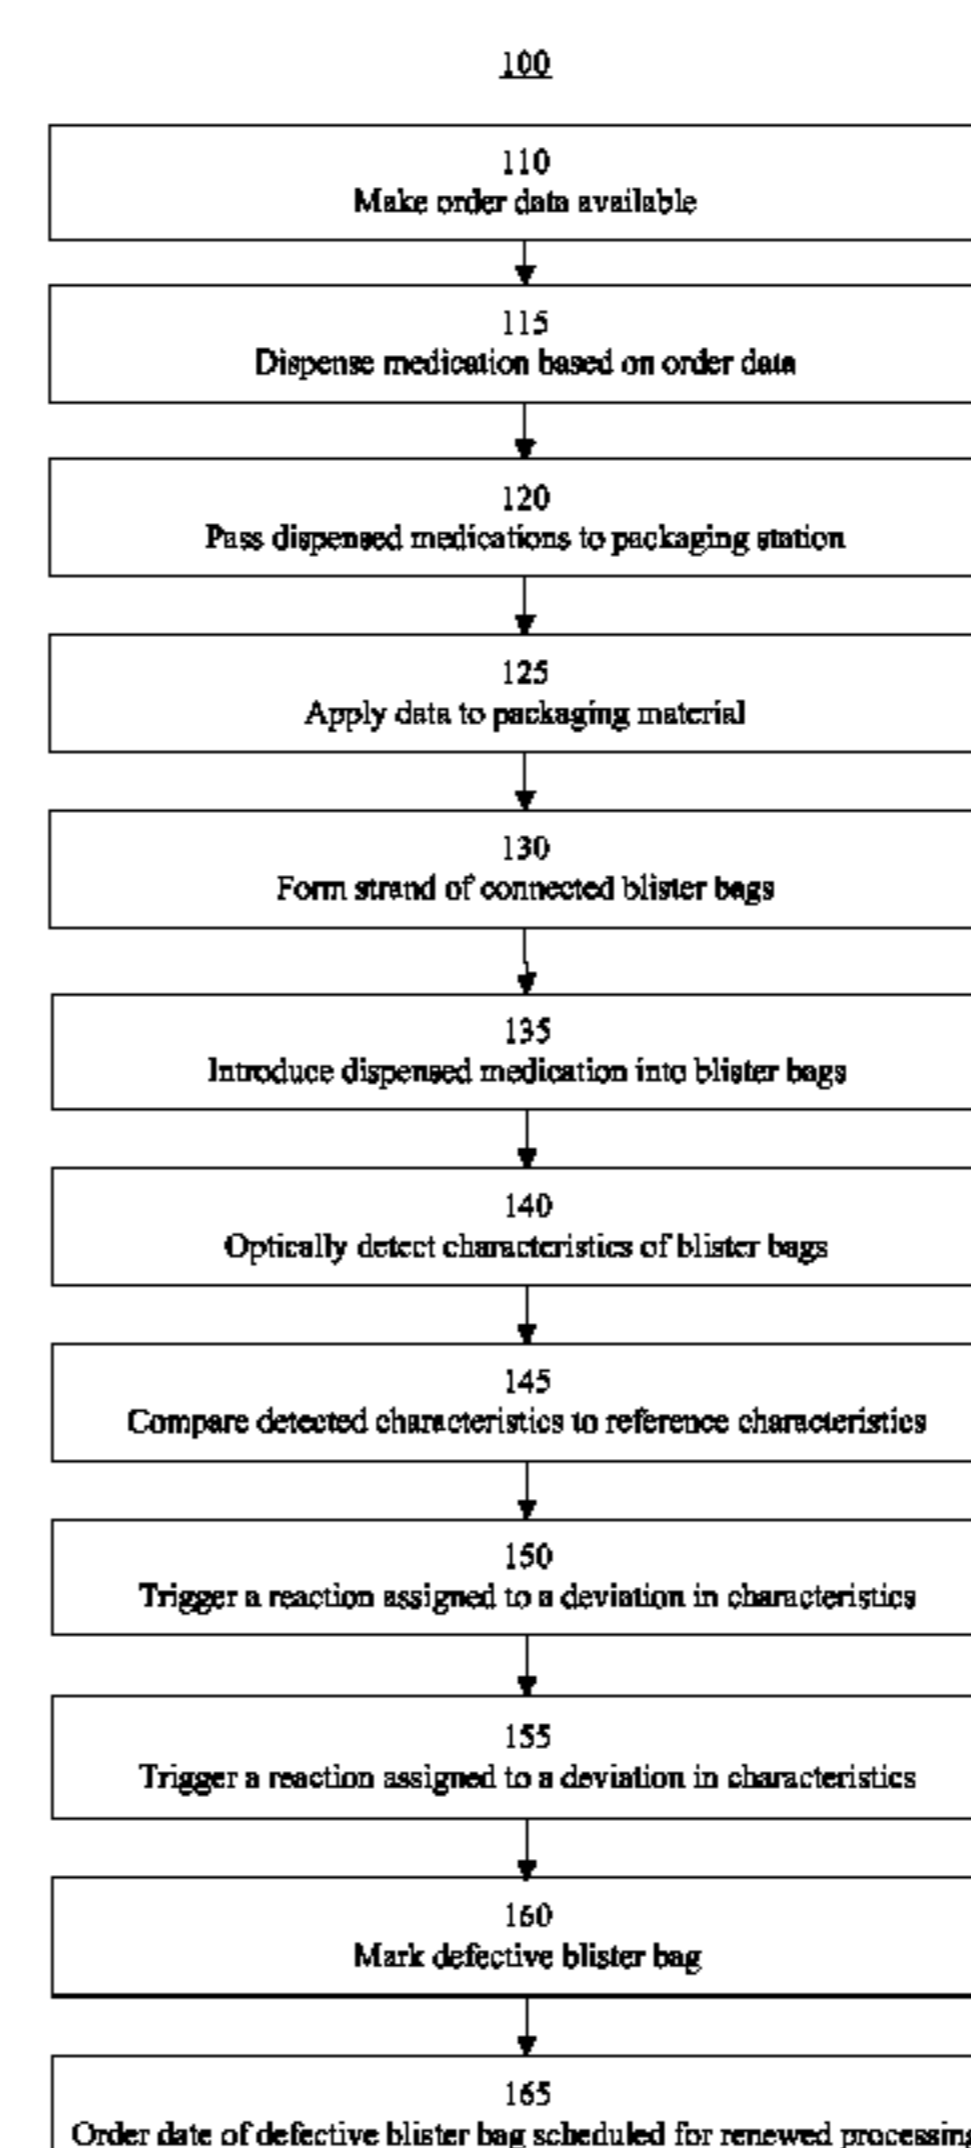 100
110
Make order data available
115
Dispense medication based on order data
120
Pass dispensed medications to packaging station
125
Apply data to packaging material
130
Form strand of connected blister bags
135
Introduce dispensed medication into blister bags
140
Optically detect characteristics of blister bags
145
Compare detected characteristics to reference characteristics
150
Trigger a reaction assigned to a deviation in characteristics
155
Trigger a reaction assigned to a deviation in characteristics
160
Mark defective blister bag
165
Order date of defective blister bag scheduled for renewed processing